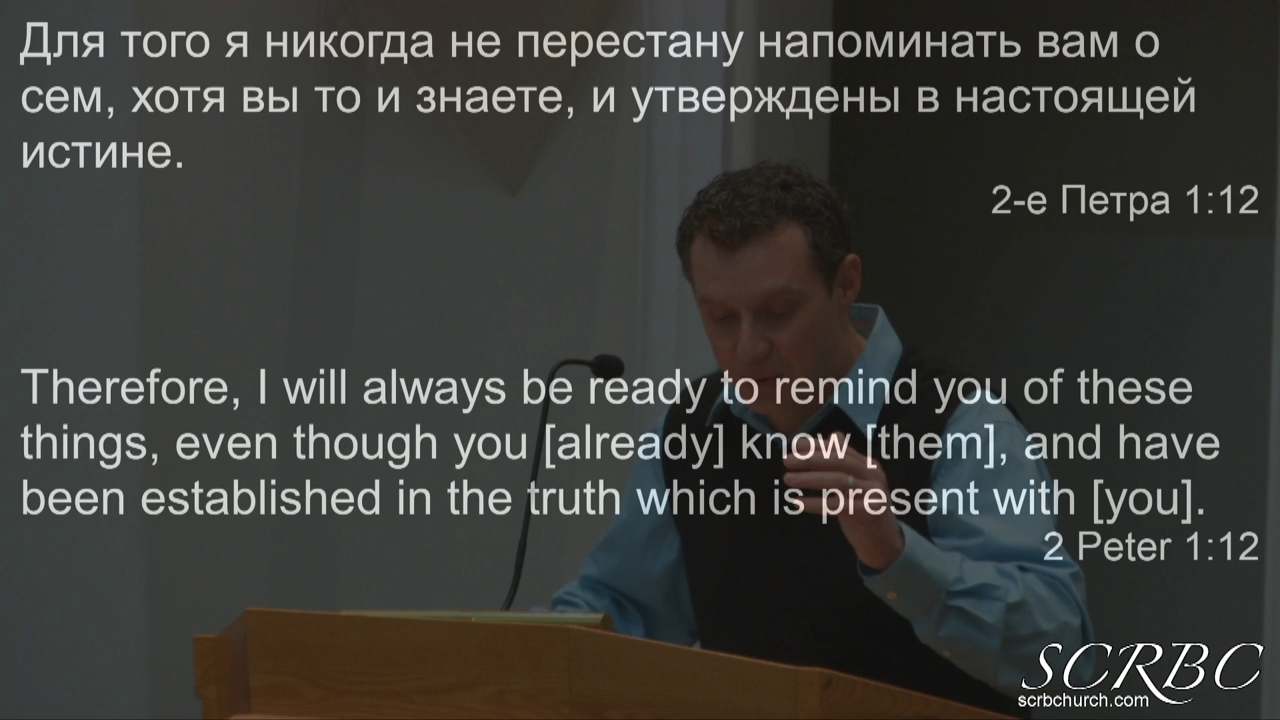 Для того я никогда не перестану напоминать вам о
сем, хотя вы то и знаете, и утверждены в настоящей
истине.
2-е Петра 1:12
Therefore, I will always be ready to remind you of these
things, even though you [already] know [them], and have
been established in the truth which is present with [you].
2 Peter 1:12
SCRBC
scrbchurch.com